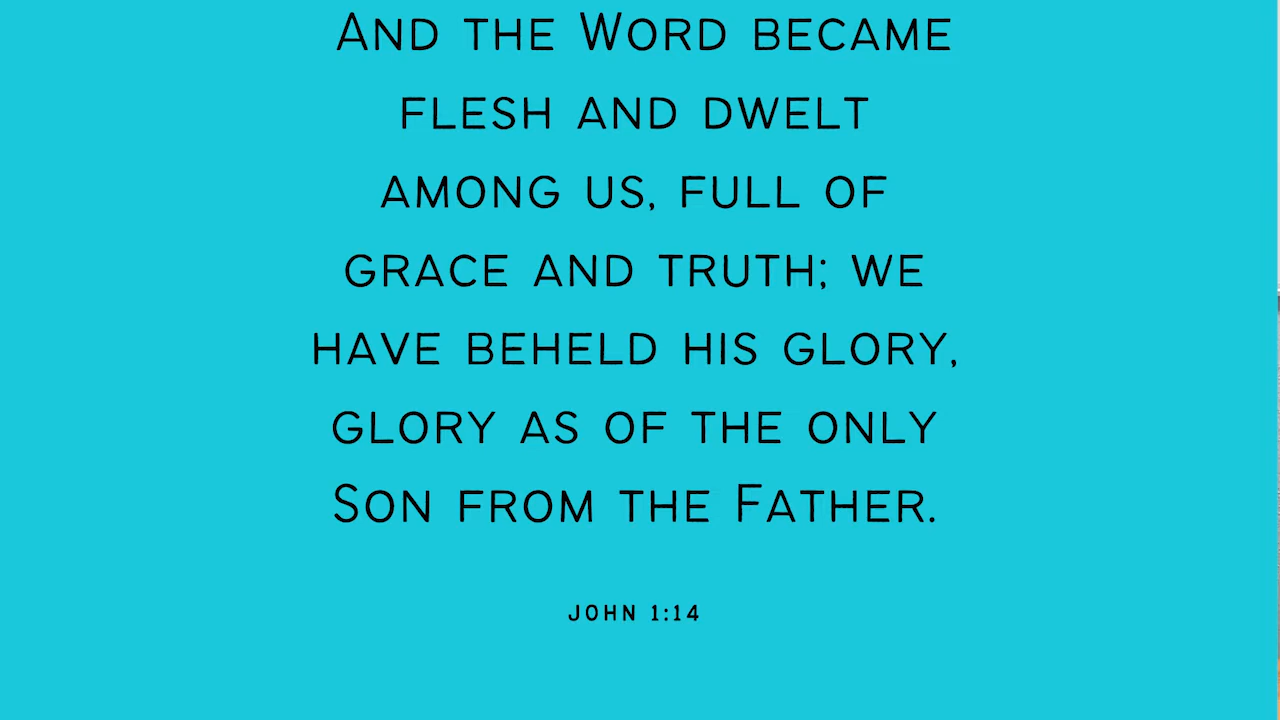 And the Word became
flesh and dwelt
among us, full of
grace and truth; we
have beheld his glory,
glory as of the only
Son from the Father.
JOHN 1:14